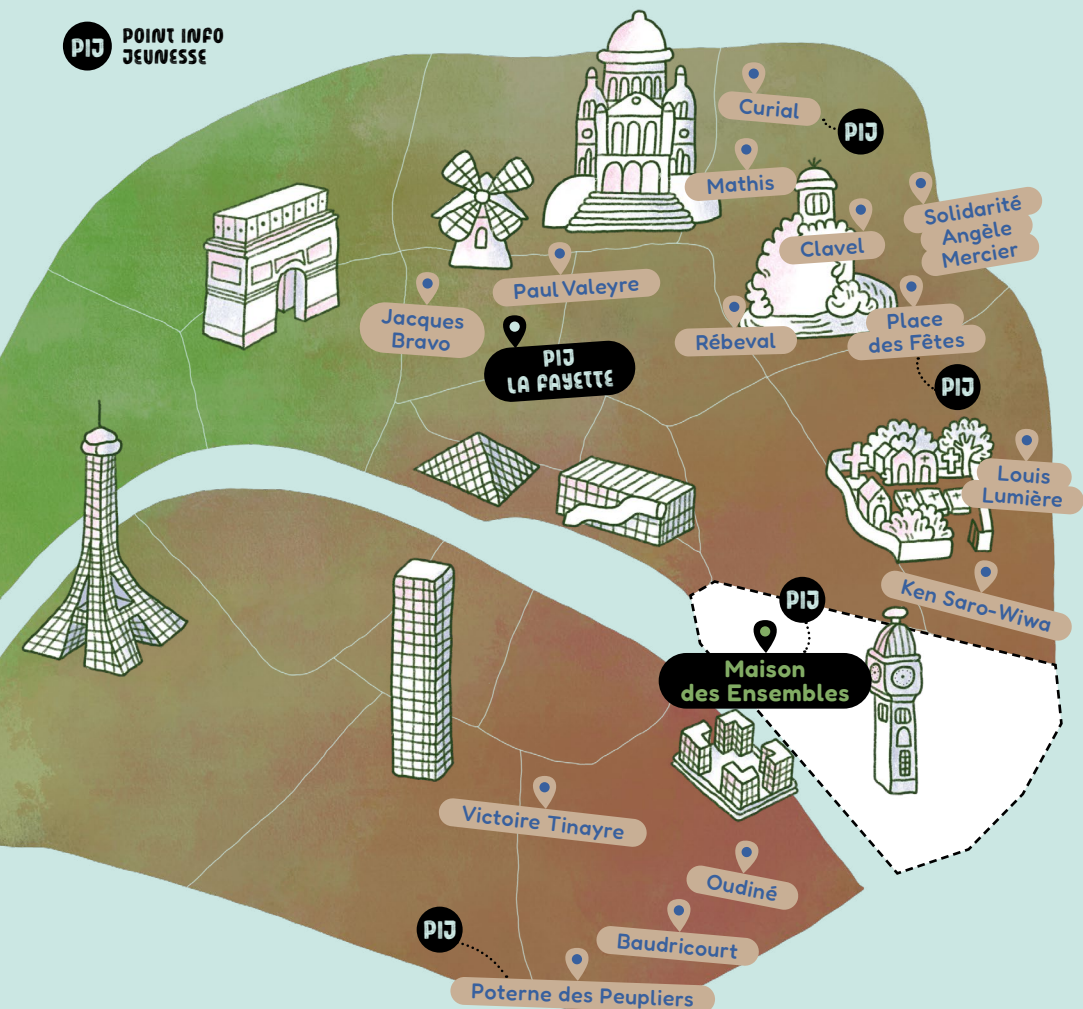 PIJ
POINT INFO
JEUNESSE
Curial
PIJ
Mathis
Solidarité
Angèle
Mercier
Clavel
Paul Valeyre
Jacques
Bravo
Place
des Fêtes
Rébeval
PIJ
LA FAYETTE
PIJ
Louis
Lumière
Ken Saro-Wiwa
PIJ
Maison
des Ensembles
Victoire Tinayre
Oudiné
PIJ
Baudricourt
Poterne des Peupliers